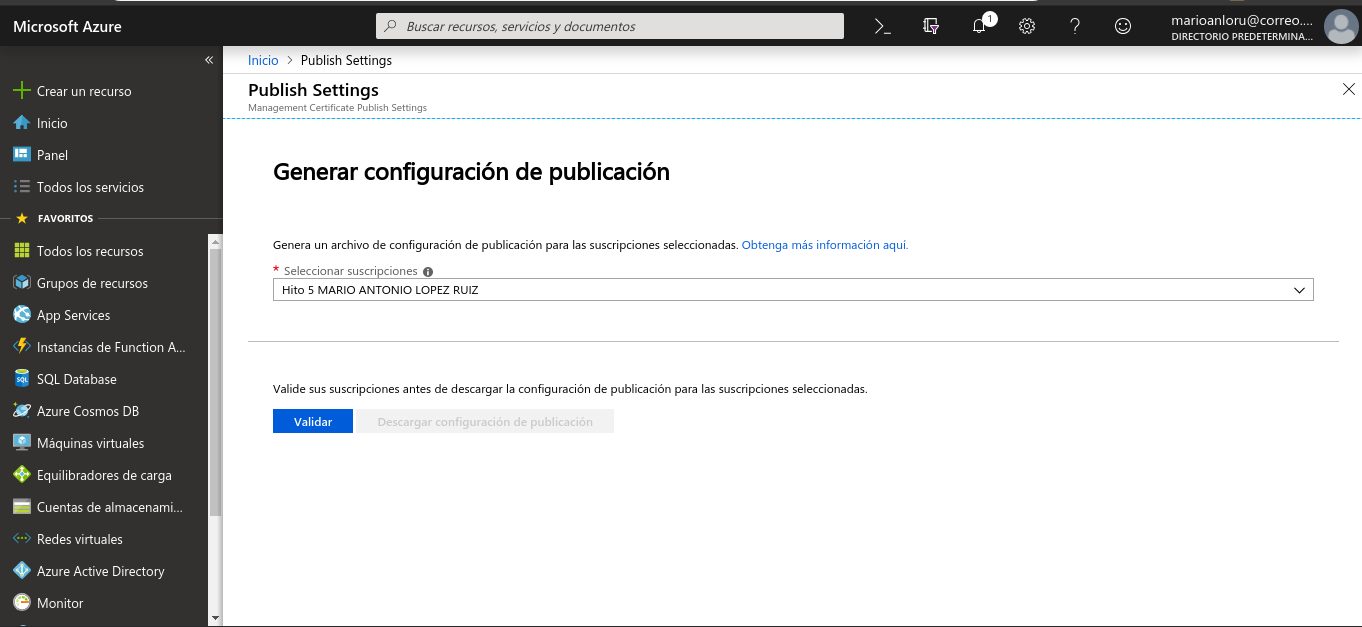 Microsoft Azure
Buscar recursos, servicios y documentos
1
marioanloru@correo....
DIRECTORIO PREDETERMINA...
Inicio > Publish Settings
Publish Settings
Management Certificate Publish Settings
Crear un recurso
Inicio
Panel
Todos los servicios
FAVORITOS
Todos los recursos
Grupos de recursos
App Services
Instancias de Function A...
SQL Database
Azure Cosmos DB
Máquinas virtuales
Equilibradores de carga
Cuentas de almacenami...
Redes virtuales
Azure Active Directory
Monitor
Generar configuración de publicación
Genera un archivo de configuración de publicación para las suscripciones seleccionadas. Obtenga más información aquí.
* Seleccionar suscripciones
Hito 5 MARIO ANTONIO LOPEZ RUIZ
Valide sus suscripciones antes de descargar la configuración de publicación para las suscripciones seleccionadas.
Validar
Descargar configuración de publicación